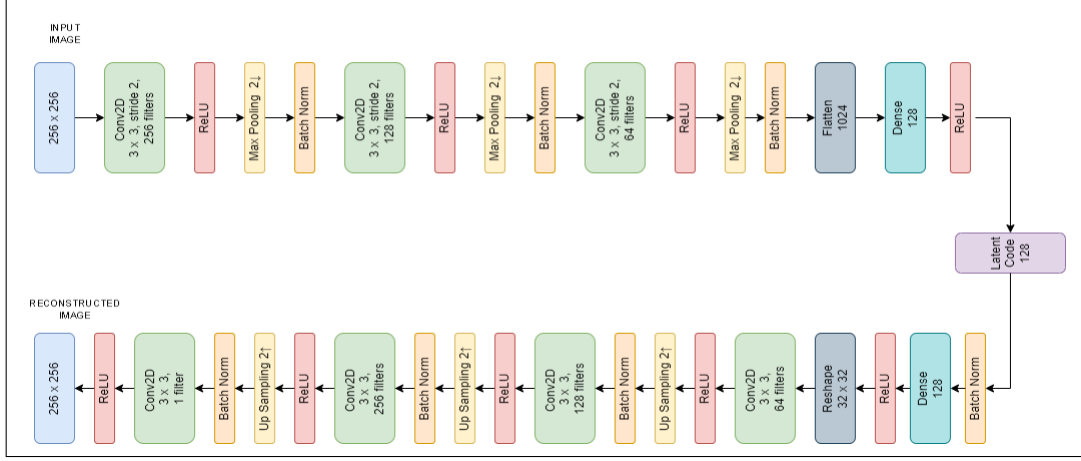 INPUT
IMAGE
256 x 256
Conv2D
3 x 3, stride 2,
256 filters
ReLU
Max Pooling 2↓
Batch Norm
Conv2D
3 x 3, stride 2,
128 filters
ReLU
Max Pooling 2↓
Batch Norm
Conv2D
3 x 3, stride 2,
64 filters
ReLU
Max Pooling 2↓
Batch Norm
Flatten
1024
Dense
128
ReLU
Latent
Code
128
RECONSTRUCTED
IMAGE
256 x 256
ReLU
Conv2D
3 x 3,
1 filter
Batch Norm
Up Sampling 2↑
ReLU
Conv2D
3 x 3,
256 filters
Batch Norm
Up Sampling 2↑
ReLU
Conv2D
3 x 3,
128 filters
Batch Norm
Up Sampling 2↑
ReLU
Conv2D
3 x 3,
64 filters
Reshape
32 x 32
ReLU
Dense
128
Batch Norm